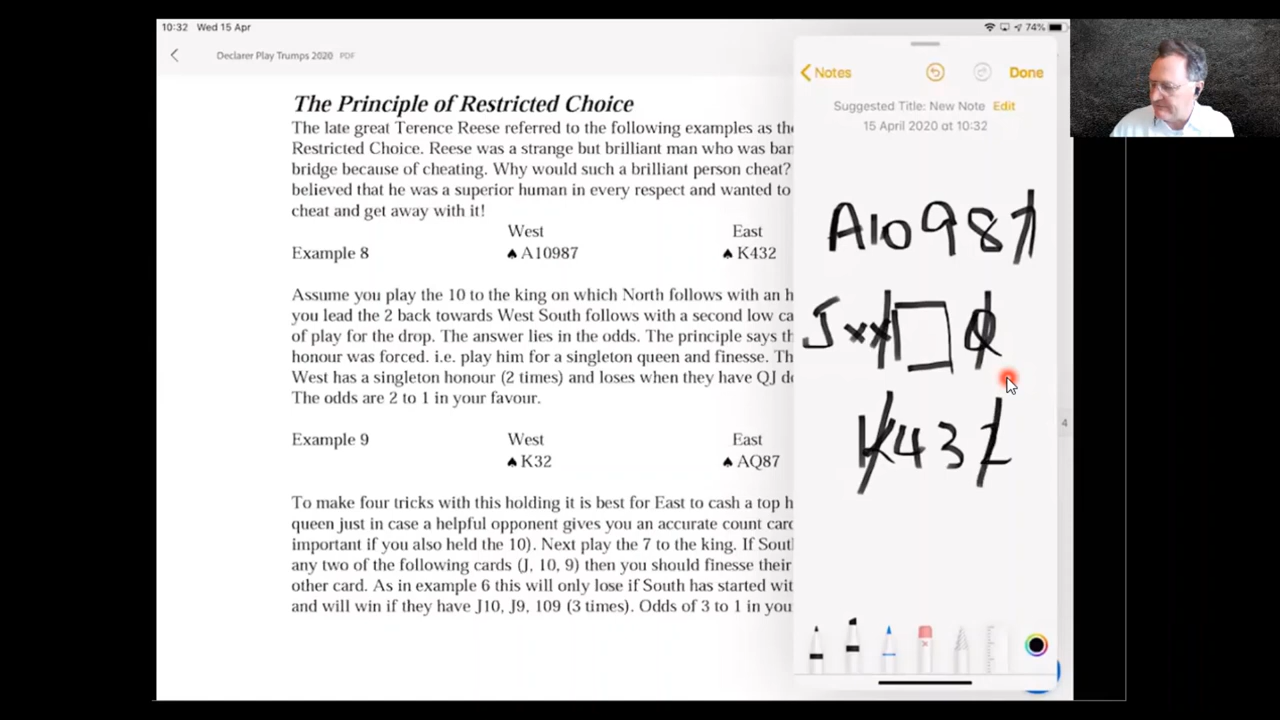 10:32 Wed 15 Apr
74%
Declarer Play Trumps 2020 PDF
The Principle of Restricted Choice
The late great Terence Reese referred to the following examples as the
Restricted Choice. Reese was a strange but brilliant man who was ban
bridge because of cheating. Why would such a brilliant person cheat?
believed that he was a superior human in every respect and wanted to
cheat and get away with it!
West East
Example 8 ♠ A10987 ♠ K432
Assume you play the 10 to the king on which North follows with an h
you lead the 2 back towards West South follows with a second low ca
of play for the drop. The answer lies in the odds. The principle says th
honour was forced. i.e. play him for a singleton queen and finesse. Th
West has a singleton honour (2 times) and loses when they have QJ do
The odds are 2 to 1 in your favour.
Example 9 West East
♠ K32 ♠ AQ87
To make four tricks with this holding it is best for East to cash a top h
queen just in case a helpful opponent gives you an accurate count card
important if you also held the 10). Next play the 7 to the king. If Sout
any two of the following cards (J, 10, 9) then you should finesse their
other card. As in example 6 this will only lose if South has started wit
and will win if they have J10, J9, 109 (3 times). Odds of 3 to 1 in you
4
Notes Done
Suggested Title: New Note Edit
15 April 2020 at 10:32
A10987
Jxx Q
K432